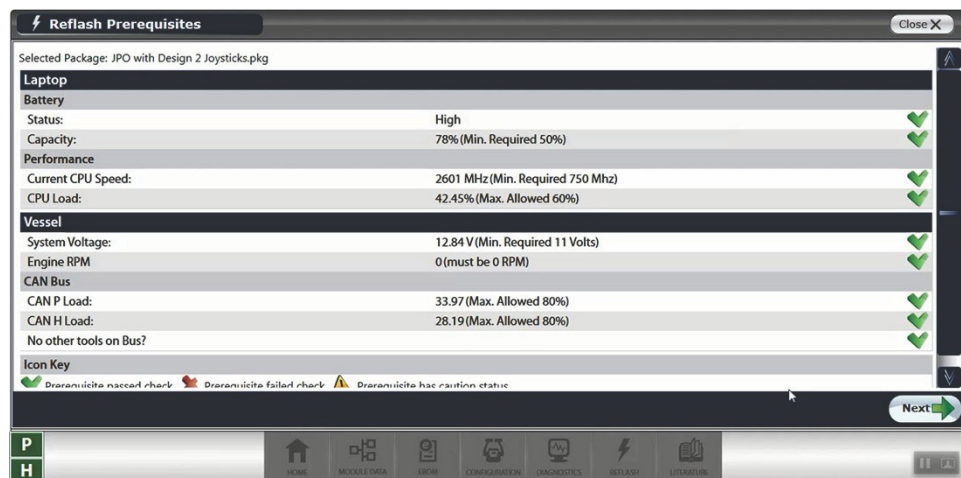 Reflash Prerequisites
Close X
Selected Package: JPO with Design 2 Joysticks.pkg
Laptop
Battery
Status: High
Capacity: 78% (Min. Required 50%)
Performance
Current CPU Speed: 2601 MHz (Min. Required 750 Mhz)
CPU Load: 42.45% (Max. Allowed 60%)
Vessel
System Voltage: 12.84 V (Min. Required 11 Volts)
Engine RPM 0 (must be 0 RPM)
CAN Bus
CAN P Load: 33.97 (Max. Allowed 80%)
CAN H Load: 28.19 (Max. Allowed 80%)
No other tools on Bus?
Icon Key
Prerequisite passed check Prerequisite failed check Prerequisite has caution status
Next
P
H
HOME MODULE DATA EROM CONFIGURATION DIAGNOSTICS REFLASH LITERATURE